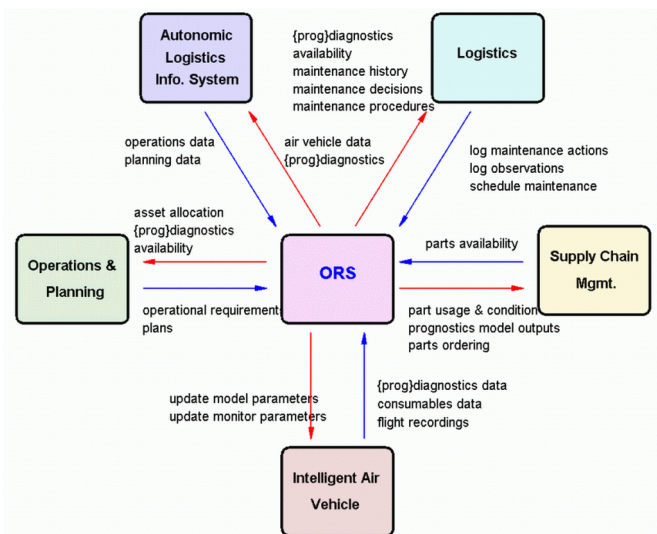 Autonomic
Logistics
Info. System
{prog}diagnostics
availability
maintenance history
maintenance decisions
maintenance procedures
Logistics
operations data
planning data
air vehicle data
{prog}diagnostics
log maintenance actions
log observations
schedule maintenance
asset allocation
{prog}diagnostics
availability
Operations &
Planning
operational requirement
plans
ORS
parts availability
Supply Chain
Mgmt.
part usage & condition
prognostics model outputs
parts ordering
update model parameters
update monitor parameters
{prog}diagnostics data
consumables data
flight recordings
Intelligent Air
Vehicle